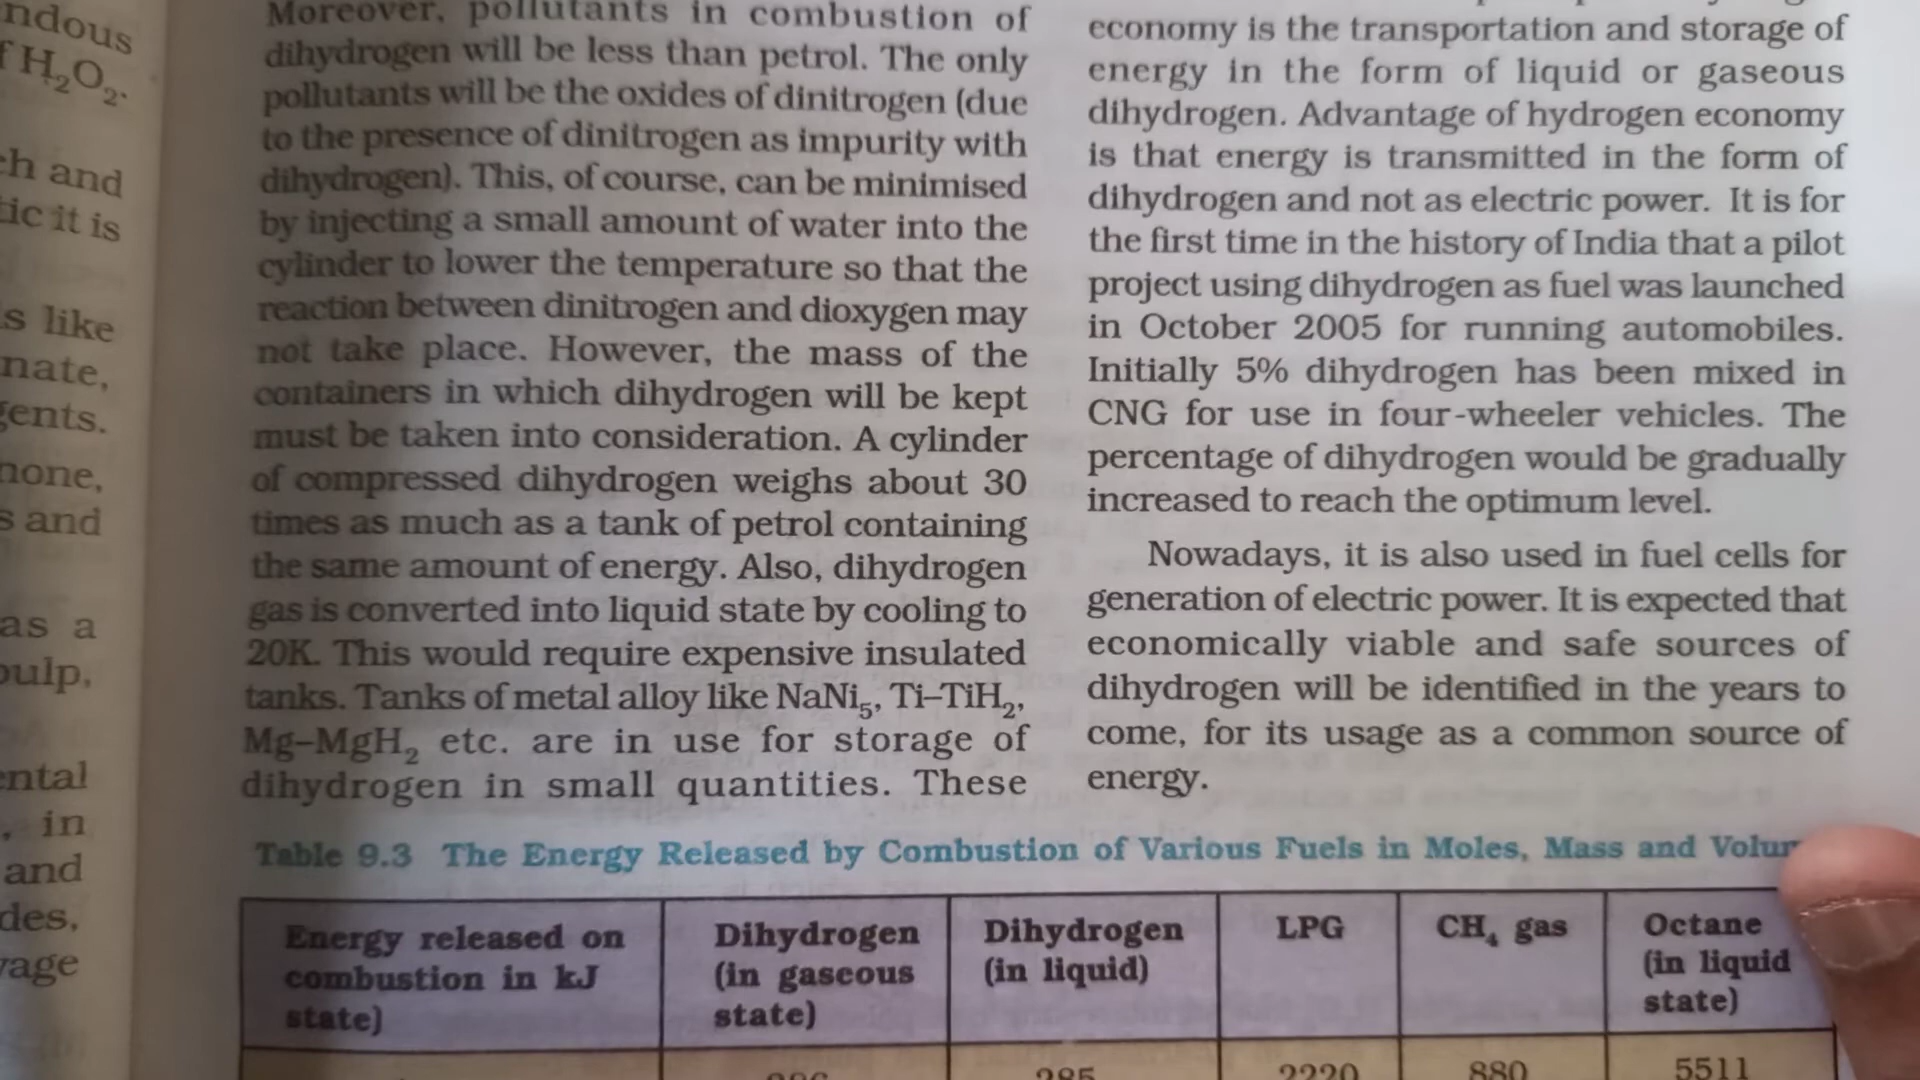 ndous
f H₂O₂.
ch and
tic it is
s like
nate,
gents.
none,
s and
as a
pulp,
ental
, in
and
des,
vage
Moreover, pollutants in combustion of
dihydrogen will be less than petrol. The only
pollutants will be the oxides of dinitrogen (due
to the presence of dinitrogen as impurity with
dihydrogen). This, of course, can be minimised
by injecting a small amount of water into the
cylinder to lower the temperature so that the
reaction between dinitrogen and dioxygen may
not take place. However, the mass of the
containers in which dihydrogen will be kept
must be taken into consideration. A cylinder
of compressed dihydrogen weighs about 30
times as much as a tank of petrol containing
the same amount of energy. Also, dihydrogen
gas is converted into liquid state by cooling to
20K. This would require expensive insulated
tanks. Tanks of metal alloy like NaNi₅, Ti–TiH₂,
Mg–MgH₂ etc. are in use for storage of
dihydrogen in small quantities. These
economy is the transportation and storage of
energy in the form of liquid or gaseous
dihydrogen. Advantage of hydrogen economy
is that energy is transmitted in the form of
dihydrogen and not as electric power. It is for
the first time in the history of India that a pilot
project using dihydrogen as fuel was launched
in October 2005 for running automobiles.
Initially 5% dihydrogen has been mixed in
CNG for use in four-wheeler vehicles. The
percentage of dihydrogen would be gradually
increased to reach the optimum level.
Nowadays, it is also used in fuel cells for
generation of electric power. It is expected that
economically viable and safe sources of
dihydrogen will be identified in the years to
come, for its usage as a common source of
energy.
Table 9.3 The Energy Released by Combustion of Various Fuels in Moles, Mass and Volum
Energy released on
combustion in kJ
state)
Dihydrogen
(in gaseous
state)
Dihydrogen
(in liquid)
LPG
CH₄ gas
Octane
(in liquid
state)
285
2220
880
5511